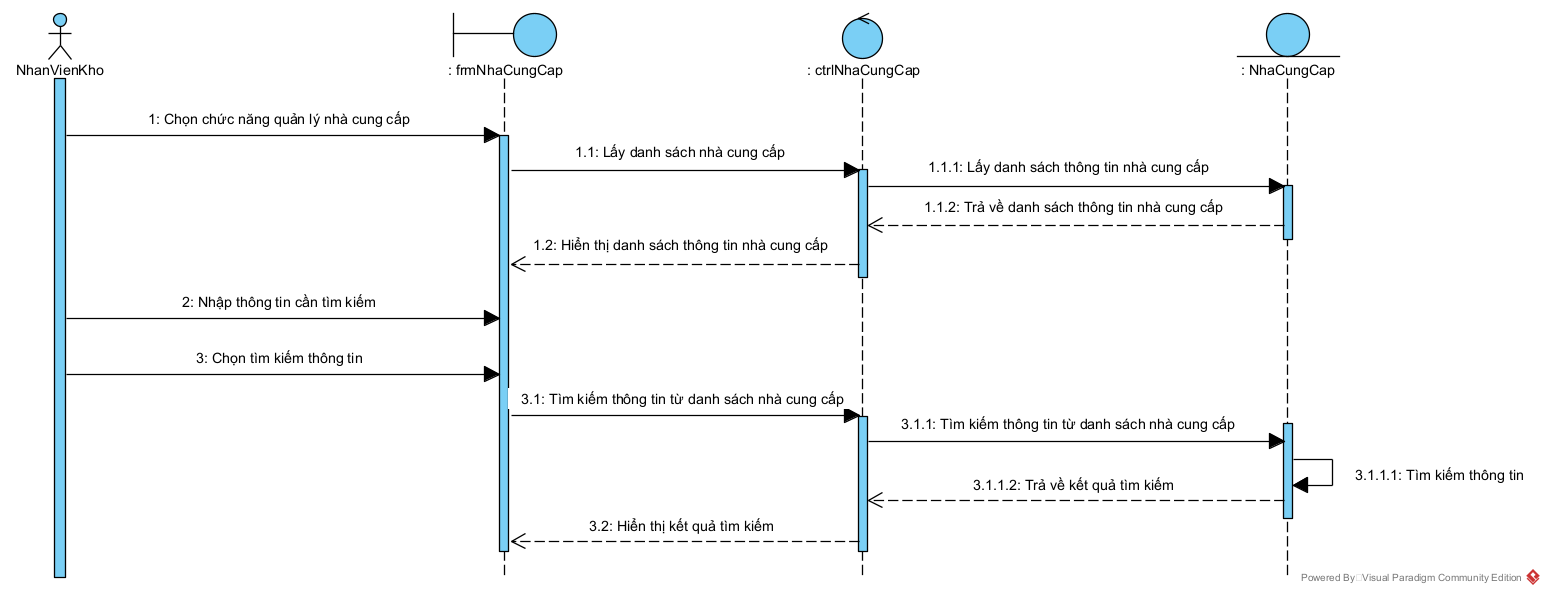 NhanVienKho
: frmNhaCungCap
: ctrlNhaCungCap
: NhaCungCap
1: Chọn chức năng quản lý nhà cung cấp
1.1: Lấy danh sách nhà cung cấp
1.1.1: Lấy danh sách thông tin nhà cung cấp
1.1.2: Trả về danh sách thông tin nhà cung cấp
1.2: Hiển thị danh sách thông tin nhà cung cấp
2: Nhập thông tin cần tìm kiếm
3: Chọn tìm kiếm thông tin
3.1: Tìm kiếm thông tin từ danh sách nhà cung cấp
3.1.1: Tìm kiếm thông tin từ danh sách nhà cung cấp
3.1.1.1: Tìm kiếm thông tin
3.1.1.2: Trả về kết quả tìm kiếm
3.2: Hiển thị kết quả tìm kiếm
Powered By Visual Paradigm Community Edition